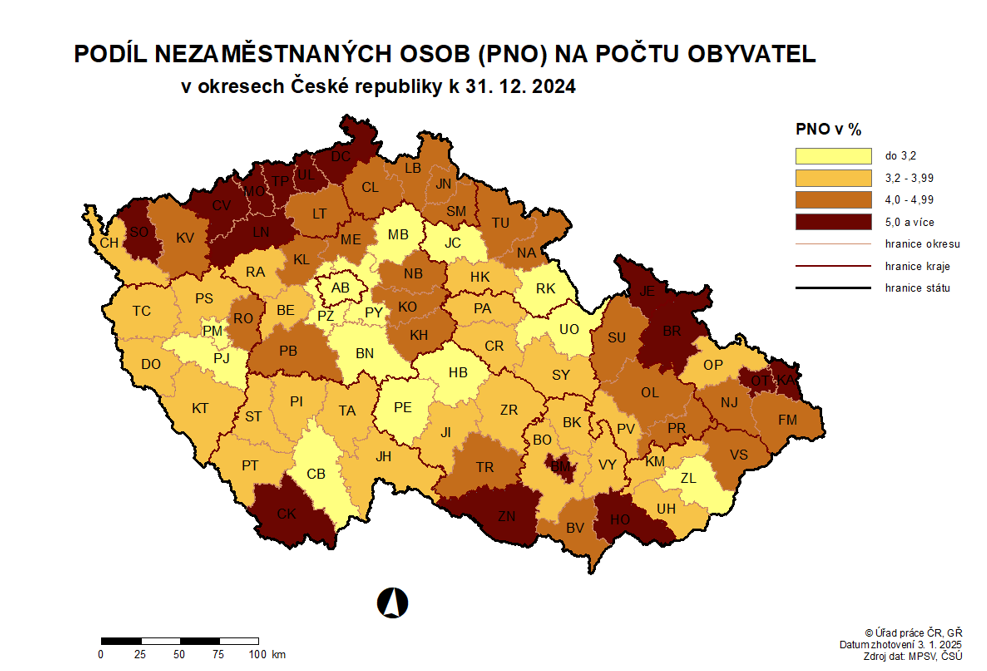 PODÍL NEZAMĚSTNANÝCH OSOB (PNO) NA POČTU OBYVATEL
v okresech České republiky k 31. 12. 2024
PNO v %
do 3,2
3,2 - 3,99
4,0 - 4,99
5,0 a více
hranice okresu
hranice kraje
hranice státu
DC
UL
TP
MO
CV
LB
CL
JN
LT
SM
SO
KV
LN
TU
CH
ME
MB
JC
NA
KL
RA
NB
HK
AB
RK
JE
PS
BE
KO
PA
TC
RO
PZ
PY
PM
UO
BR
KH
SU
CR
PB
BN
PJ
DO
OP
HB
SY
OT
KA
OL
KT
PI
PE
ZR
NJ
ST
TA
FM
BK
PV
PR
JI
BO
VS
JH
KM
PT
TR
BM
VY
CB
ZL
UH
CK
ZN
HO
BV
0 25 50 75 100 km
© Úřad práce ČR, GŘ
Datum zhotovení 3. 1. 2025
Zdroj dat: MPSV, ČSÚ